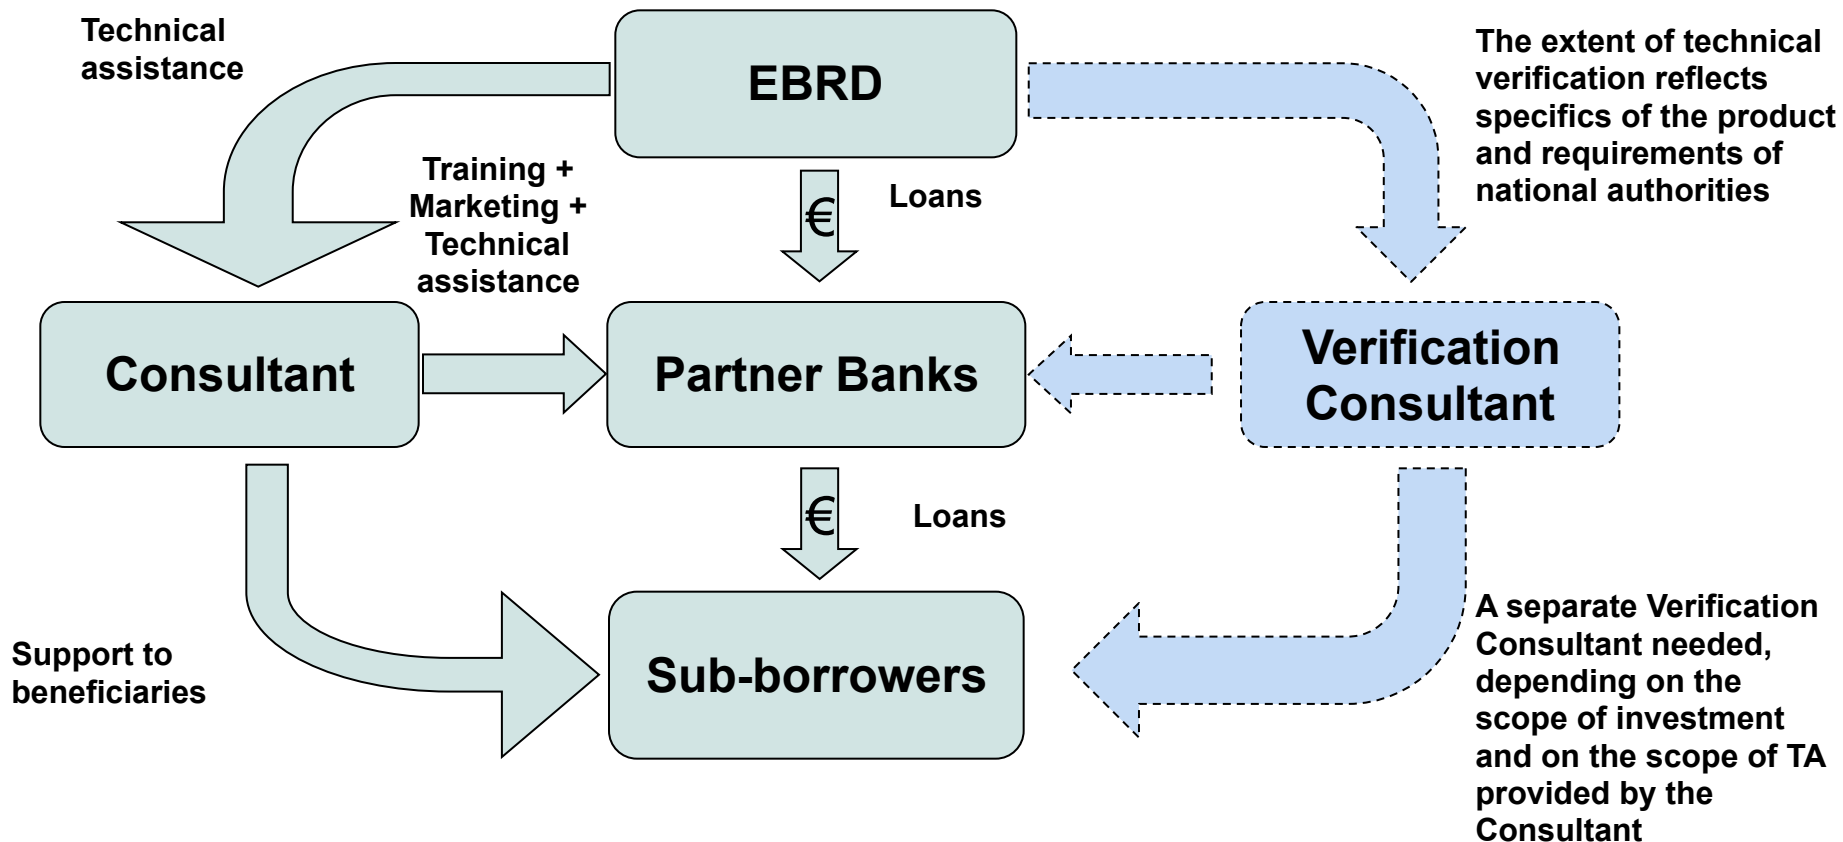 Technical
assistance
EBRD
The extent of technical
verification reflects
specifics of the product
and requirements of
national authorities
Training +
Marketing +
Technical
assistance
€
Loans
Consultant
Partner Banks
Verification
Consultant
€
Loans
Support to
beneficiaries
Sub-borrowers
A separate Verification
Consultant needed,
depending on the
scope of investment
and on the scope of TA
provided by the
Consultant